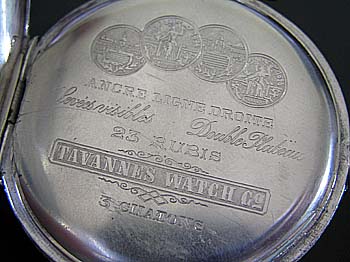 ANCRE LIGNE DROITE
Levées visibles Double Plateau
23 RUBIS
TAVANNES WATCH Co
3 CHATONS